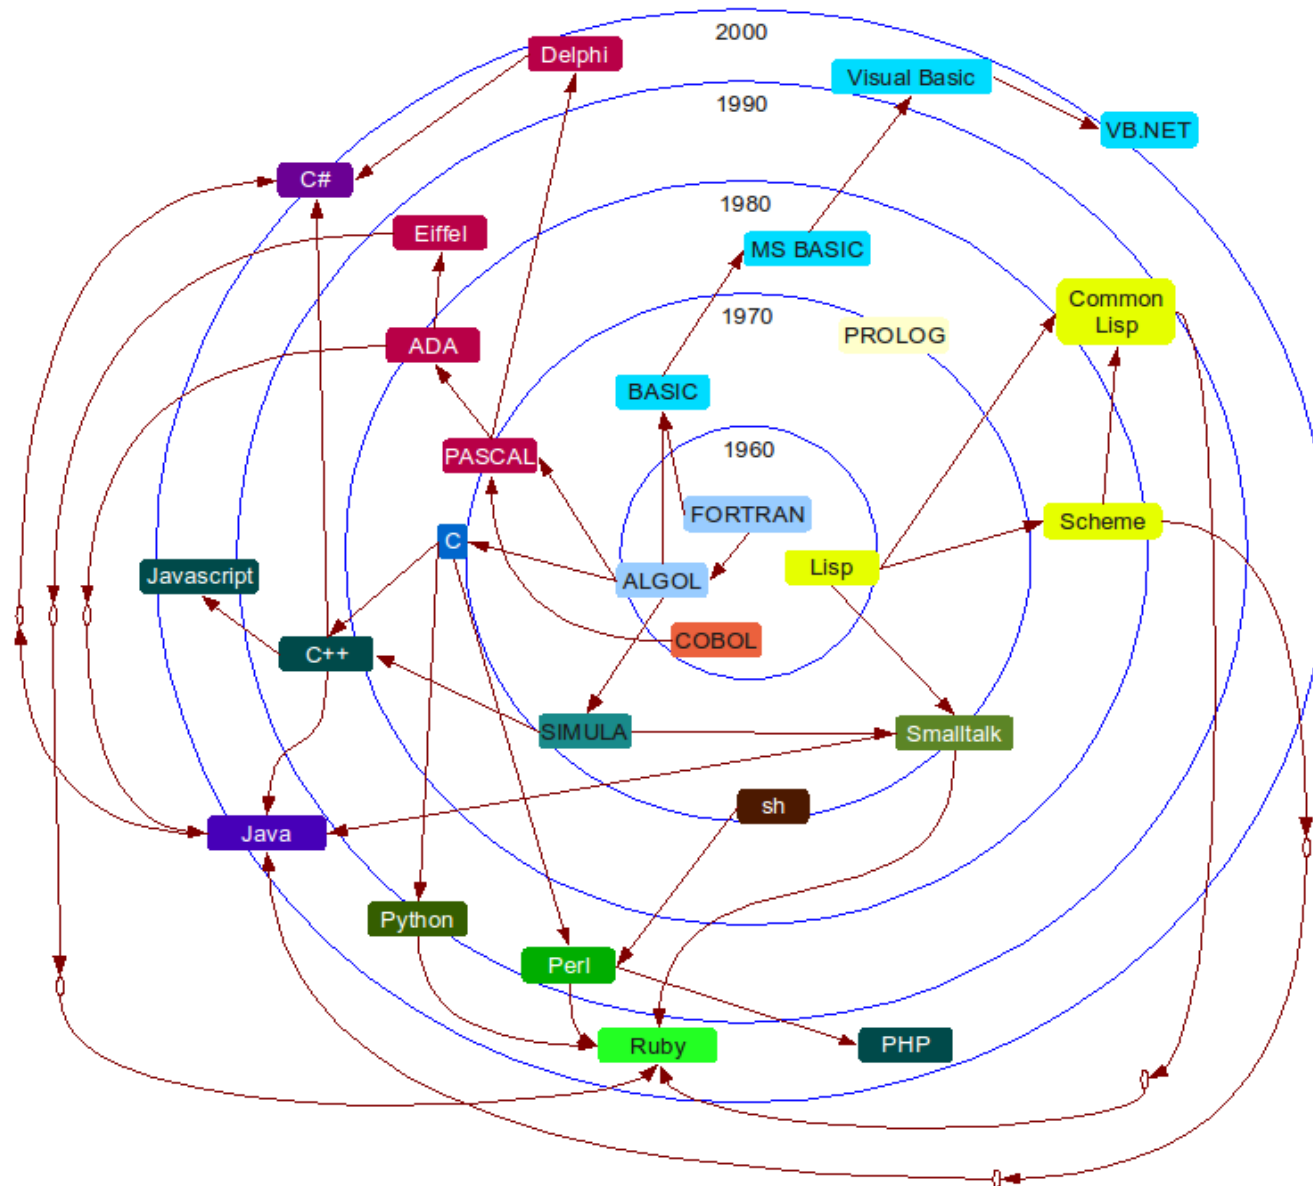 2000
Delphi
Visual Basic
1990
VB.NET
C#
1980
Eiffel
MS BASIC
Common
Lisp
1970
PROLOG
ADA
BASIC
1960
PASCAL
FORTRAN
Scheme
C
Lisp
Javascript
ALGOL
COBOL
C++
SIMULA
Smalltalk
sh
Java
Python
Perl
Ruby
PHP